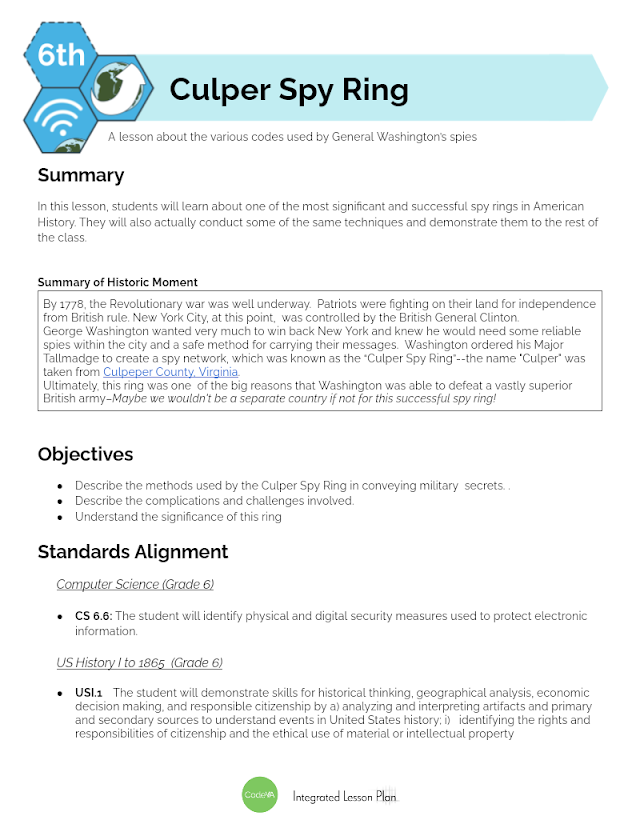 6th
Culper Spy Ring
A lesson about the various codes used by General Washington's spies
Summary
In this lesson, students will learn about one of the most significant and successful spy rings in American
History. They will also actually conduct some of the same techniques and demonstrate them to the rest of
the class.
Summary of Historic Moment
By 1778, the Revolutionary war was well underway.  Patriots were fighting on their land for independence
from British rule. New York City, at this point,  was controlled by the British General Clinton.
George Washington wanted very much to win back New York and knew he would need some reliable
spies within the city and a safe method for carrying their messages.  Washington ordered his Major
Tallmadge to create a spy network, which was known as the "Culper Spy Ring"--the name "Culper" was
taken from Culpeper County, Virginia.
Ultimately, this ring was one  of the big reasons that Washington was able to defeat a vastly superior
British army–Maybe we wouldn't be a separate country if not for this successful spy ring!
Objectives
● Describe the methods used by the Culper Spy Ring in conveying military  secrets. .
● Describe the complications and challenges involved.
● Understand the significance of this ring
Standards Alignment
Computer Science (Grade 6)
● CS 6.6: The student will identify physical and digital security measures used to protect electronic
information.
US History I to 1865  (Grade 6)
● USI.1   The student will demonstrate skills for historical thinking, geographical analysis, economic
decision making, and responsible citizenship by a) analyzing and interpreting artifacts and primary
and secondary sources to understand events in United States history; i)   identifying the rights and
responsibilities of citizenship and the ethical use of material or intellectual property
CodeVA
Integrated Lesson Plan.